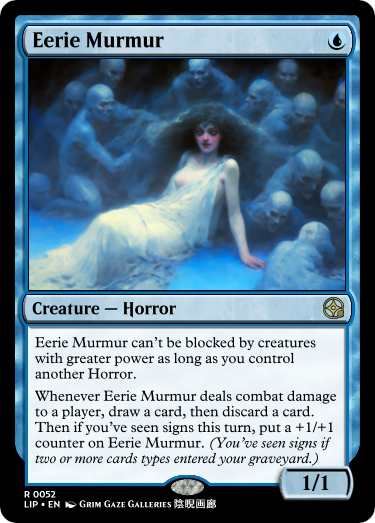 Eerie Murmur
Creature — Horror
Eerie Murmur can't be blocked by creatures
with greater power as long as you control
another Horror.
Whenever Eerie Murmur deals combat damage
to a player, draw a card, then discard a card.
Then if you've seen signs this turn, put a +1/+1
counter on Eerie Murmur. (You've seen signs if
two or more cards types entered your graveyard.)
1/1
R 0052
LIP • EN Grim Gaze Galleries 陰睨画廊